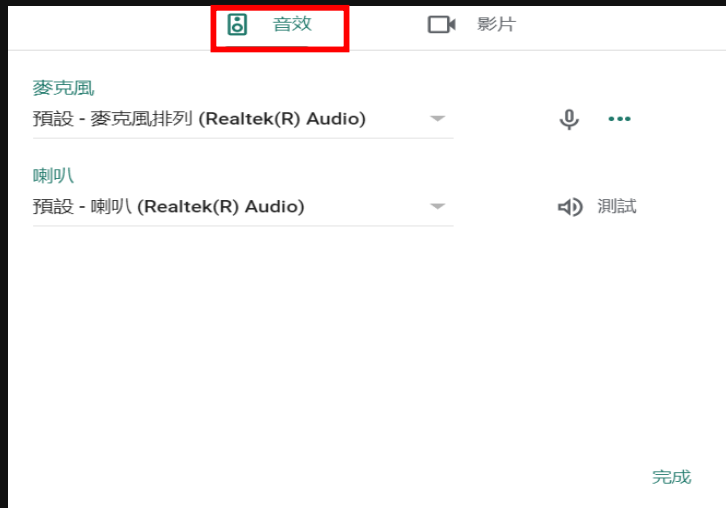 音效 影片
麥克風
預設 - 麥克風排列 (Realtek(R) Audio)
喇叭
預設 - 喇叭 (Realtek(R) Audio) 測試
完成